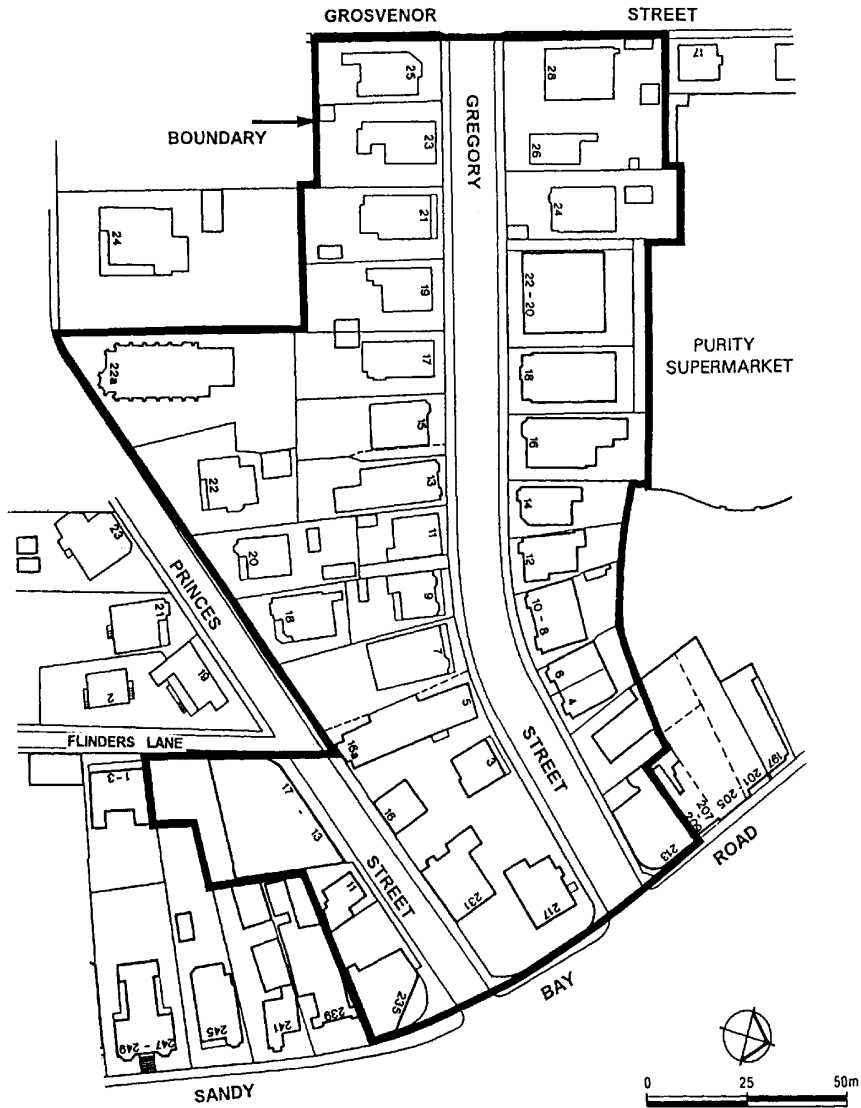 GROSVENOR STREET
17
25
28
GREGORY
BOUNDARY
23
26
24
21
24
22 - 20
19
PURITY
SUPERMARKET
17
22a
18
15
16
13
22
14
23
11
12
20
PRINCES
9
10 - 8
18
21
7
6
4
19
2
5
FLINDERS LANE
16a
STREET
3
1-3
197
201-
205
207-
209
17 - 13
16
213
ROAD
STREET
11
231
217
235
BAY
239
241
245
247 - 249
SANDY
0 25 50m